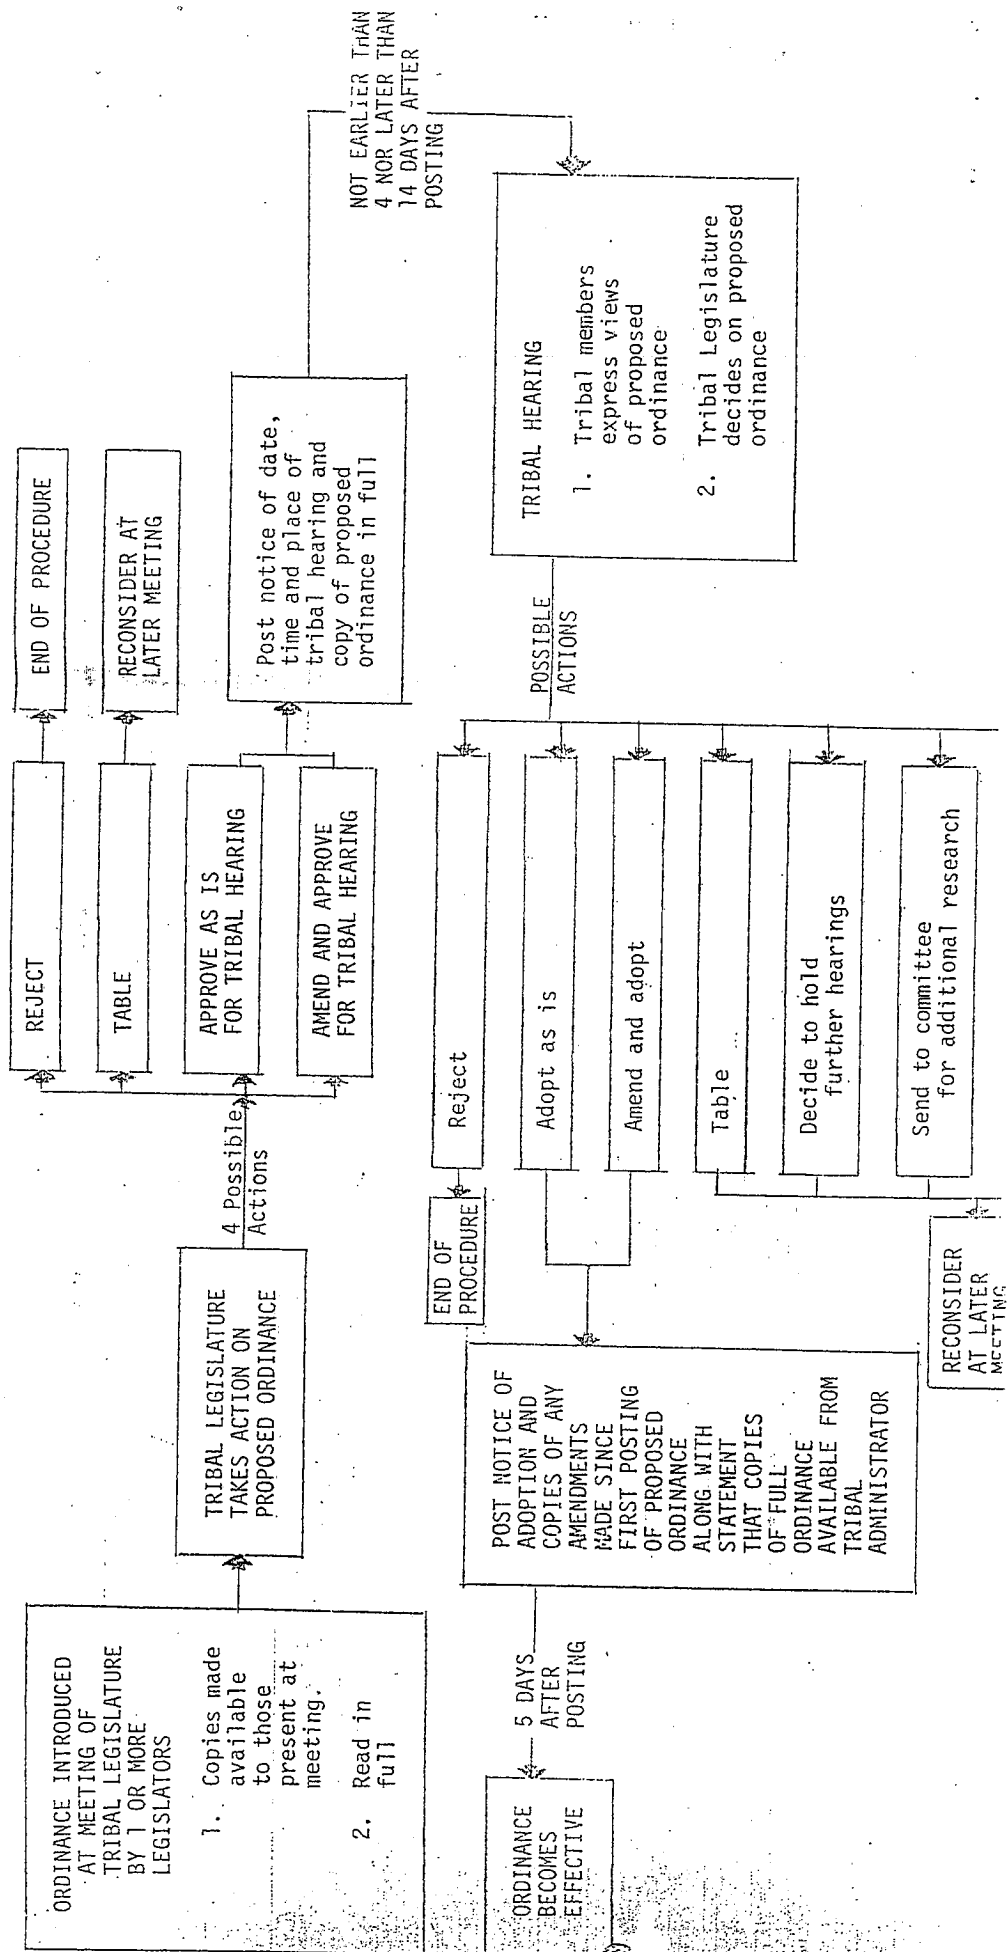 ORDINANCE INTRODUCED
AT MEETING OF
TRIBAL LEGISLATURE
BY 1 OR MORE
LEGISLATORS
1. Copies made
available
to those
present at
meeting.
2. Read in
full
TRIBAL LEGISLATURE
TAKES ACTION ON
PROPOSED ORDINANCE
4 Possible
Actions
REJECT
TABLE
APPROVE AS IS
FOR TRIBAL HEARING
AMEND AND APPROVE
FOR TRIBAL HEARING
END OF PROCEDURE
RECONSIDER AT
LATER MEETING
Post notice of date,
time and place of
tribal hearing and
copy of proposed
ordinance in full
NOT EARLIER THAN
4 NOR LATER THAN
14 DAYS AFTER
POSTING
TRIBAL HEARING
1. Tribal members
express views
of proposed
ordinance
2. Tribal Legislature
decides on proposed
ordinance
POSSIBLE
ACTIONS
Reject
Adopt as is
Amend and adopt
Table
Decide to hold
further hearings
Send to committee
for additional research
END OF
PROCEDURE
RECONSIDER
AT LATER
MEETING
POST NOTICE OF
ADOPTION AND
COPIES OF ANY
AMENDMENTS
MADE SINCE
FIRST POSTING
OF PROPOSED
ORDINANCE
ALONG WITH
STATEMENT
THAT COPIES
OF FULL
ORDINANCE
AVAILABLE FROM
TRIBAL
ADMINISTRATOR
5 DAYS
AFTER
POSTING
ORDINANCE
BECOMES
EFFECTIVE